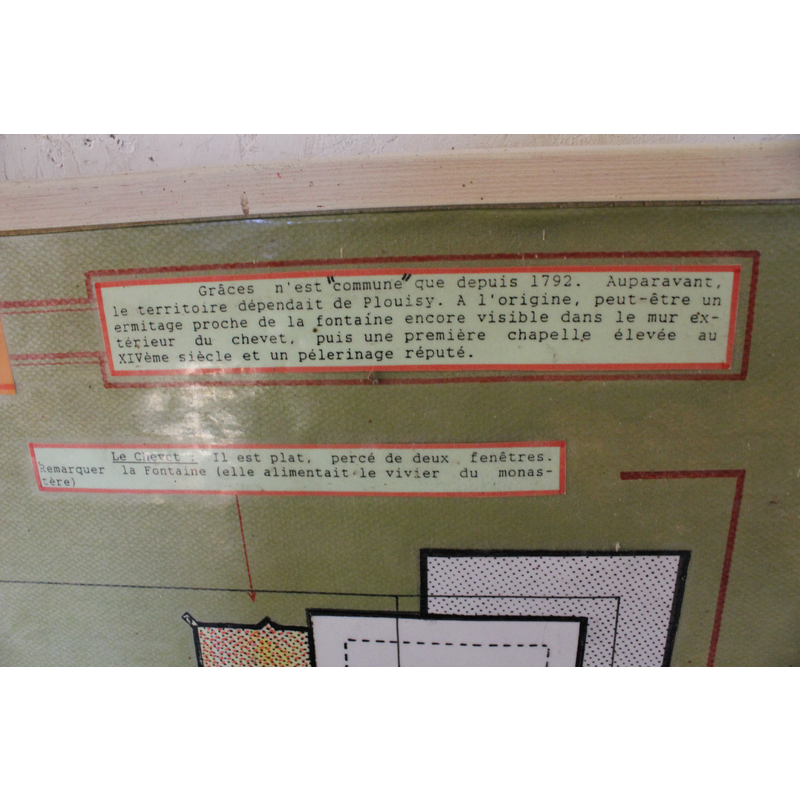 Grâces n'est "commune" que depuis 1792. Auparavant,
le territoire dépendait de Plouisy. A l'origine, peut-être un
ermitage proche de la fontaine encore visible dans le mur ex-
térieur du chevet, puis une première chapelle élevée au
XIVème siècle et un pélerinage réputé.
Le Chevet : Il est plat, percé de deux fenêtres.
Remarquer la Fontaine (elle alimentait le vivier du monas-
tère)